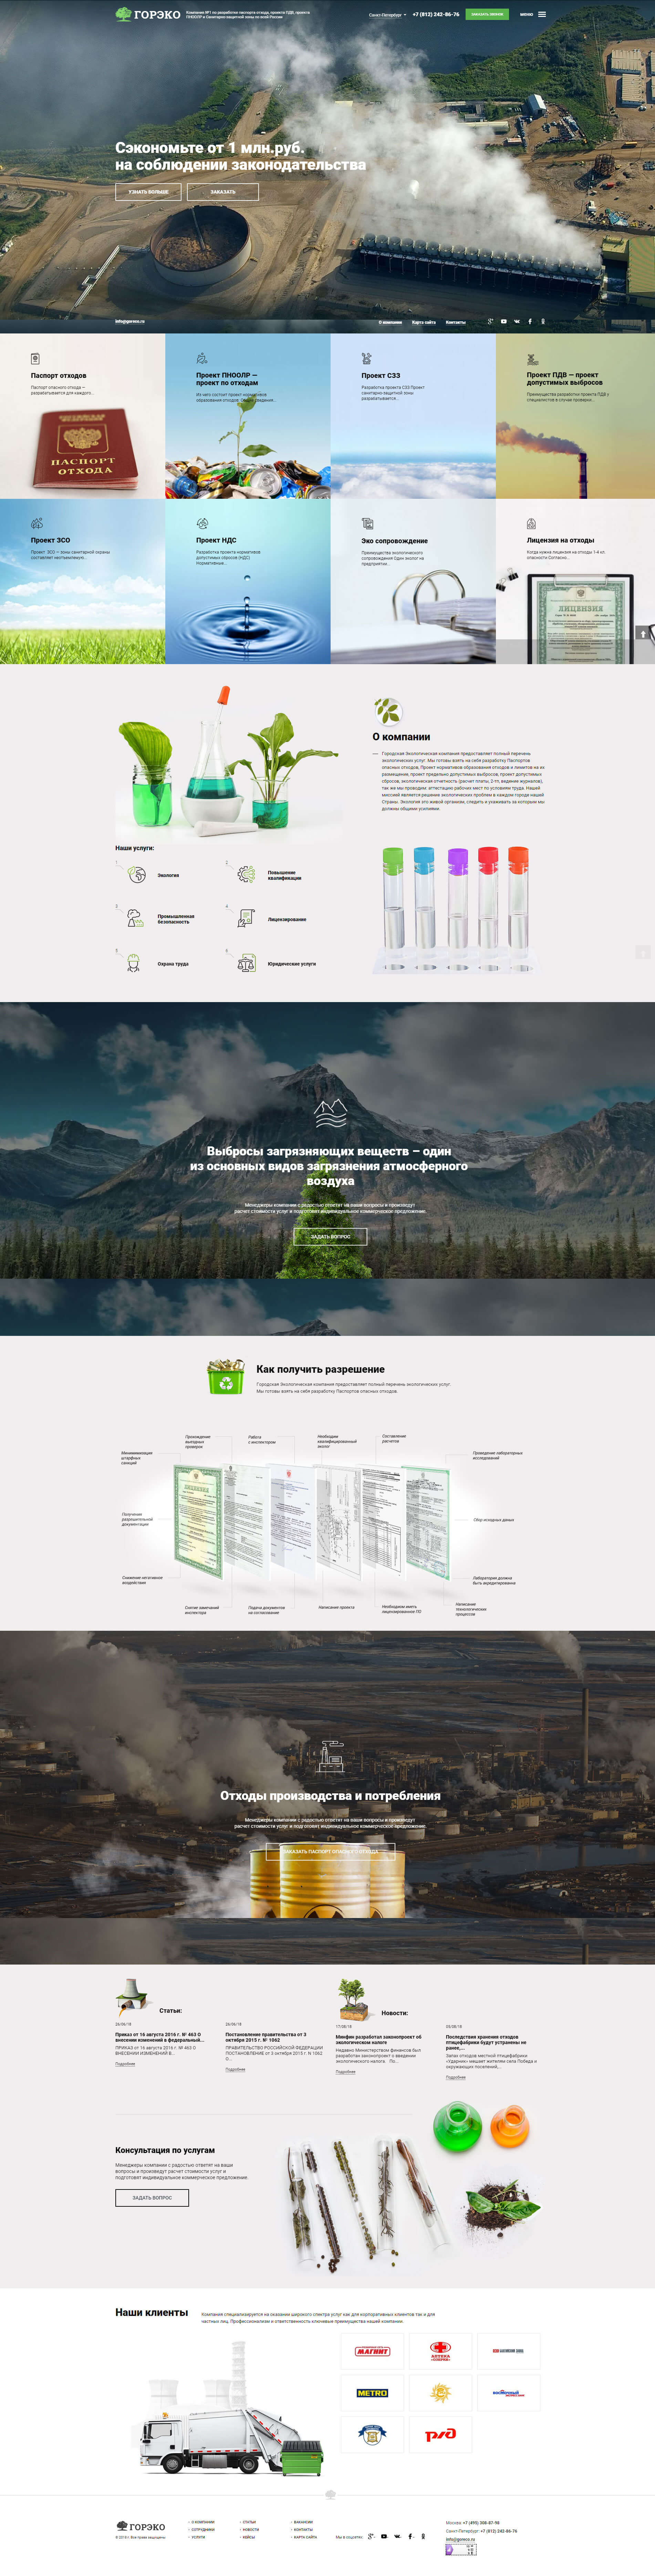 ГОРЭКО
Компания №1 по разработке паспорта отхода, проекта ПДВ, проекта
ПНООЛР и Санитарно-защитной зоны по всей России
Санкт-Петербург
+7 (812) 242-86-76
ЗАКАЗАТЬ ЗВОНОК
МЕНЮ
Сэкономьте от 1 млн.руб.
на соблюдении законодательства
УЗНАТЬ БОЛЬШЕ
ЗАКАЗАТЬ
info@goreco.ru
О компании
Карта сайта
Контакты
Паспорт отходов
Паспорт опасного отхода —
разрабатывается для каждого...
ПАСПОРТ
ОТХОДА
Проект ПНООЛР —
проект по отходам
Из чего состоит проект нормативов
образования отходов. Общие сведения...
Проект СЗЗ
Разработка проекта СЗЗ Проект
санитарно-защитной зоны
разрабатывается...
Проект ПДВ — проект
допустимых выбросов
Преимущества разработки проекта ПДВ у
специалистов в случае проверки...
Проект ЗСО
Проект ЗСО — зоны санитарной охраны
составляет неотъемлемую...
Проект НДС
Разработка проекта нормативов
допустимых сбросов (НДС)
Нормативные...
Эко сопровождение
Преимущества экологического
сопровождения Один эколог на
предприятии...
Лицензия на отходы
Когда нужна лицензия на отходы 1-4 кл.
опасности Согласно...
ЛИЦЕНЗИЯ
О компании
Городская Экологическая компания предоставляет полный перечень
экологических услуг. Мы готовы взять на себя разработку Паспортов
опасных отходов, Проект нормативов образования отходов и лимитов на их
размещение, проект предельно допустимых выбросов, проект допустимых
сбросов, экологическая отчетность (расчет платы, 2-тп, ведение журналов),
так же мы проводим: аттестацию рабочих мест по условиям труда. Нашей
миссией является решение экологических проблем в каждом городе нашей
Страны. Экология это живой организм, следить и ухаживать за которым мы
должны общими усилиями
Наши услуги:
1
Экология
2
Повышение
квалификации
3
Промышленная
безопасность
4
Лицензирование
5
Охрана труда
6
Юридические услуги
Выбросы загрязняющих веществ – один
из основных видов загрязнения атмосферного
воздуха
Менеджеры компании с радостью ответят на ваши вопросы и произведут
расчет стоимости услуг и подготовят индивидуальное коммерческое предложение.
ЗАДАТЬ ВОПРОС
Как получить разрешение
Городская Экологическая компания предоставляет полный перечень экологических услуг.
Мы готовы взять на себя разработку Паспортов опасных отходов.
Прохождение
выездных
проверок
Работа
с инспектором
Необходим
квалифицированный
эколог
Составление
расчетов
Минимимизация
штрафных
санкций
Проведение лабораторных
исследований
ЛИЦЕНЗИЯ
Получение
разрешительной
документации
Сбор исходных данных
Снижение негативное
воздействия
Лаборатория должна
быть аккредитованна
Снятие замечаний
инспектора
Подача документов
на согласование
Написание проекта
Необходимом иметь
лицензированное ПО
Написание
технологических
процессов
Отходы производства и потребления
Менеджеры компании с радостью ответят на ваши вопросы и произведут
расчет стоимости услуг и подготовят индивидуальное коммерческое предложение.
ЗАКАЗАТЬ ПАСПОРТ ОПАСНОГО ОТХОДА
Статьи:
26/06/18
Приказ от 16 августа 2016 г. № 463 О
внесении изменений в федеральный...
ПРИКАЗ от 16 августа 2016 г. № 463 О
ВНЕСЕНИИ ИЗМЕНЕНИЙ В...
Подробнее
26/06/18
Постановление правительства от 3
октября 2015 г. № 1062
ПРАВИТЕЛЬСТВО РОССИЙСКОЙ ФЕДЕРАЦИИ
ПОСТАНОВЛЕНИЕ от 3 октября 2015 г. N 1062
О...
Подробнее
Новости:
17/08/18
Минфин разработал законопроект об
экологическом налоге
Недавно Министерством финансов был
разработан законопроект о введении
экологического налога. По...
Подробнее
05/08/18
Последствия хранения отходов
птицефабрики будут устранены не
ранее,...
Запах отходов местной птицефабрики
«Ударник» мешает жителям села Победа и
окружающих поселений,...
Подробнее
Консультация по услугам
Менеджеры компании с радостью ответят на ваши
вопросы и произведут расчет стоимости услуг и
подготовят индивидуальное коммерческое предложение
ЗАДАТЬ ВОПРОС
Наши клиенты
Компания специализируется на оказании широкого спектра услуг как для корпоративных клиентов так и для
частных лиц. Профессионализм и ответственность ключевые преимущества нашей компании.
МАГНИТ
АПТЕКА
«ОЗЕРКИ»
METRO
ГОРЭКО
© 2018 г. Все права защищены
О КОМПАНИИ
СОТРУДНИКИ
УСЛУГИ
СТАТЬИ
НОВОСТИ
КЕЙСЫ
ВАКАНСИИ
КОНТАКТЫ
КАРТА САЙТА
Мы в соцсетях:
Москва: +7 (495) 308-87-98
Санкт-Петербург: +7 (812) 242-86-76
info@goreco.ru